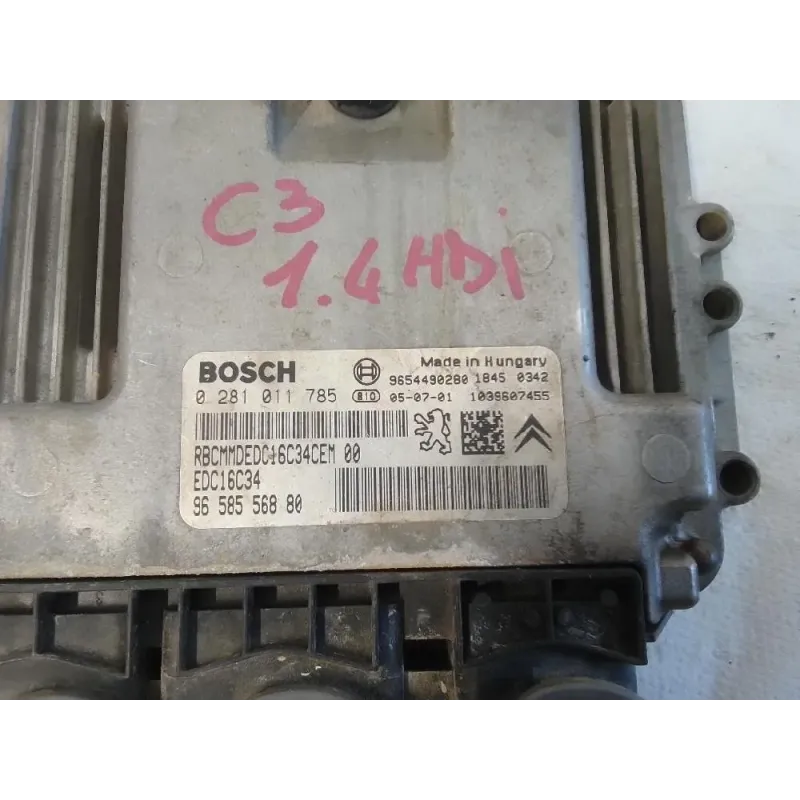 C3
1.4 HDi
BOSCH
Made in Hungary
9654490280 1845 0342
0 281 011 785
810 05-07-01 1039607455
RBCMMDEDC16C34CEM 00
EDC16C34
96 585 568 80